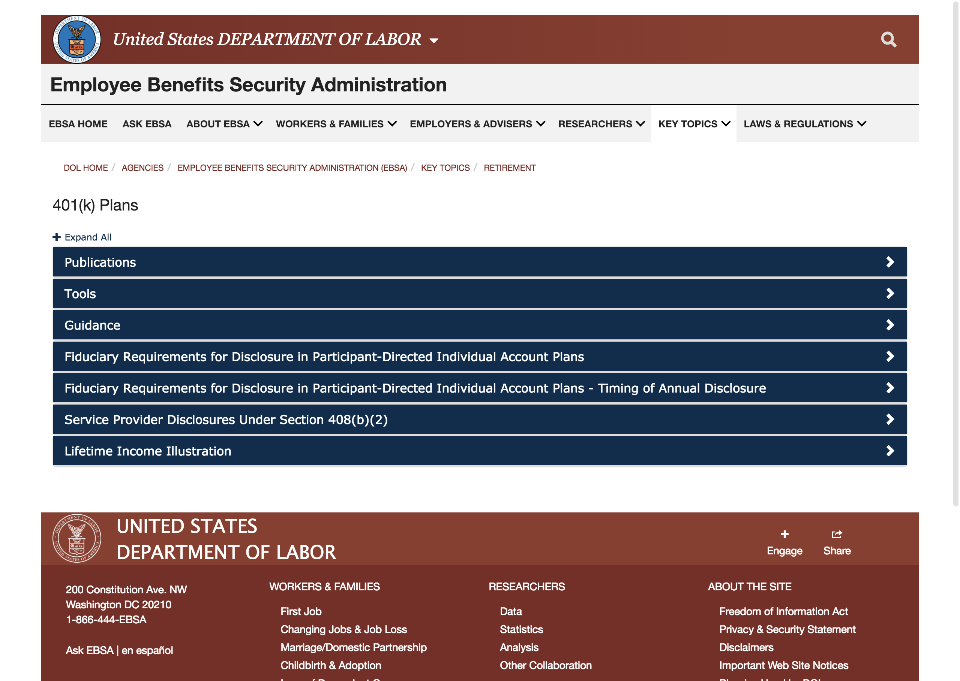 United States DEPARTMENT OF LABOR
Employee Benefits Security Administration
EBSA HOME ASK EBSA ABOUT EBSA WORKERS & FAMILIES EMPLOYERS & ADVISERS RESEARCHERS KEY TOPICS LAWS & REGULATIONS
DOL HOME / AGENCIES / EMPLOYEE BENEFITS SECURITY ADMINISTRATION (EBSA) / KEY TOPICS / RETIREMENT
401(k) Plans
+ Expand All
Publications
Tools
Guidance
Fiduciary Requirements for Disclosure in Participant-Directed Individual Account Plans
Fiduciary Requirements for Disclosure in Participant-Directed Individual Account Plans - Timing of Annual Disclosure
Service Provider Disclosures Under Section 408(b)(2)
Lifetime Income Illustration
UNITED STATES
DEPARTMENT OF LABOR
+
Engage Share
200 Constitution Ave. NW
Washington DC 20210
1-866-444-EBSA
Ask EBSA | en español
WORKERS & FAMILIES
First Job
Changing Jobs & Job Loss
Marriage/Domestic Partnership
Childbirth & Adoption
RESEARCHERS
Data
Statistics
Analysis
Other Collaboration
ABOUT THE SITE
Freedom of Information Act
Privacy & Security Statement
Disclaimers
Important Web Site Notices